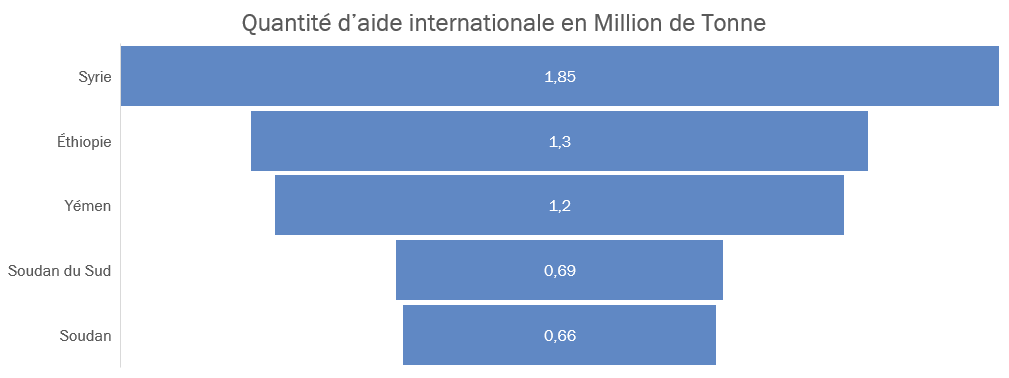 Quantité d’aide internationale en Million de Tonne
Syrie 1,85
Éthiopie 1,3
Yémen 1,2
Soudan du Sud 0,69
Soudan 0,66